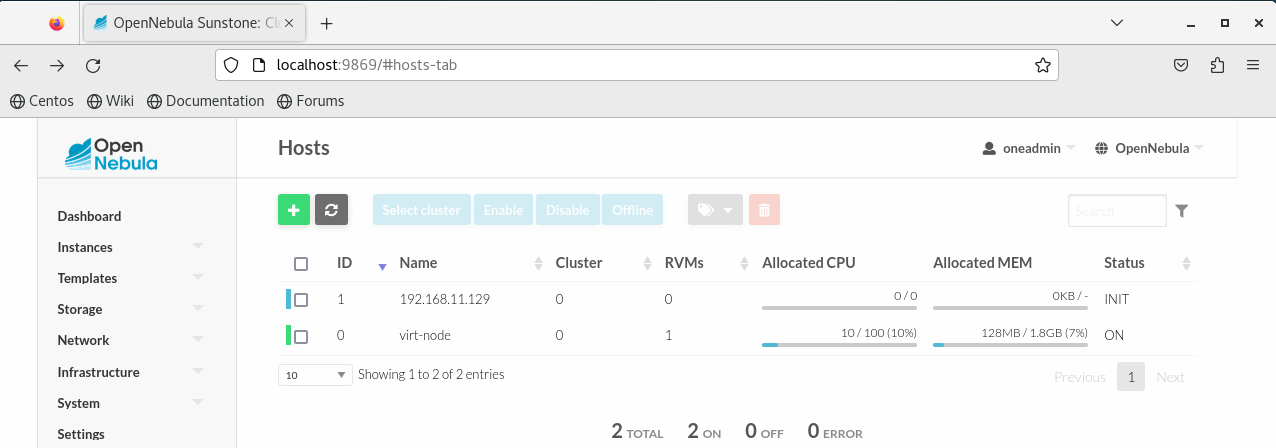 OpenNebula Sunstone: Cl
localhost:9869/#hosts-tab
Centos Wiki Documentation Forums
Open Nebula
Hosts
oneadmin OpenNebula
Dashboard
Instances
Templates
Storage
Network
Infrastructure
System
Settings
Select cluster Enable Disable Offline
Search
ID Name Cluster RVMs Allocated CPU Allocated MEM Status
1 192.168.11.129 0 0 0 / 0 0KB / - INIT
0 virt-node 0 1 10 / 100 (10%) 128MB / 1.8GB (7%) ON
10 Showing 1 to 2 of 2 entries
Previous 1 Next
2 TOTAL 2 ON 0 OFF 0 ERROR